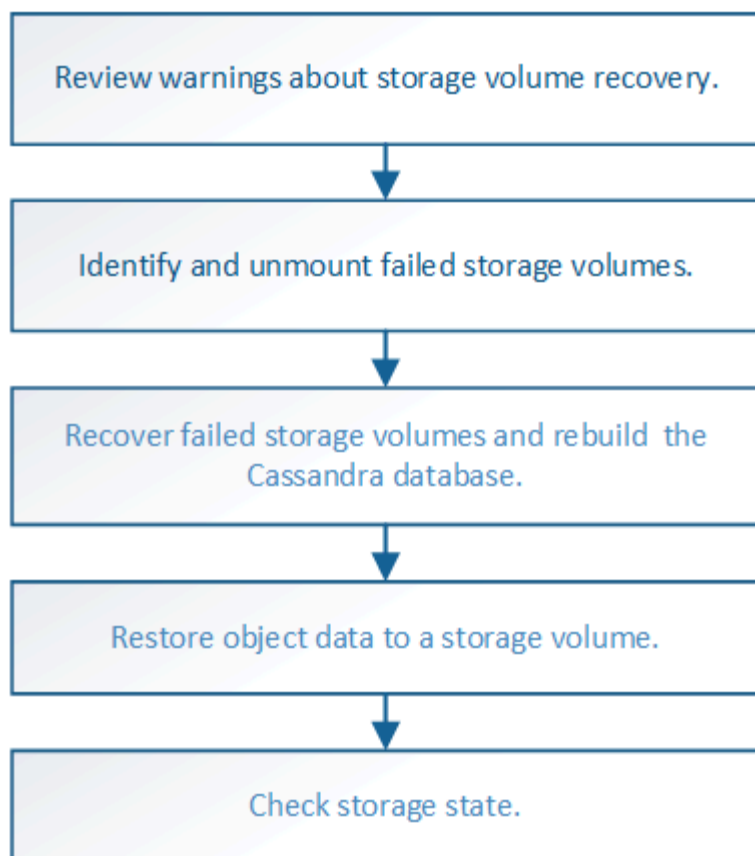 Review warnings about storage volume recovery.
Identify and unmount failed storage volumes.
Recover failed storage volumes and rebuild the
Cassandra database.
Restore object data to a storage volume.
Check storage state.